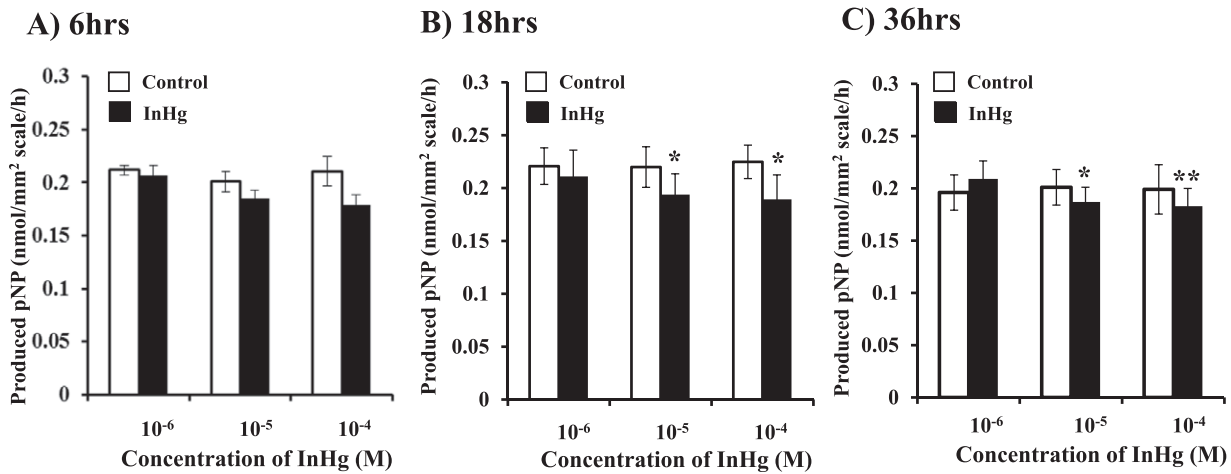 A) 6hrs
Produced pNP (nmol/mm² scale/h)
0.3
0.25
0.2
0.15
0.1
0.05
0
Control
InHg
10⁻⁶ 10⁻⁵ 10⁻⁴
Concentration of InHg (M)
B) 18hrs
Produced pNP (nmol/mm² scale/h)
0.3
0.25
0.2
0.15
0.1
0.05
0
Control
InHg
* *
10⁻⁶ 10⁻⁵ 10⁻⁴
Concentration of InHg (M)
C) 36hrs
Produced pNP (nmol/mm² scale/h)
0.3
0.25
0.2
0.15
0.1
0.05
0
Control
InHg
* **
10⁻⁶ 10⁻⁵ 10⁻⁴
Concentration of InHg (M)